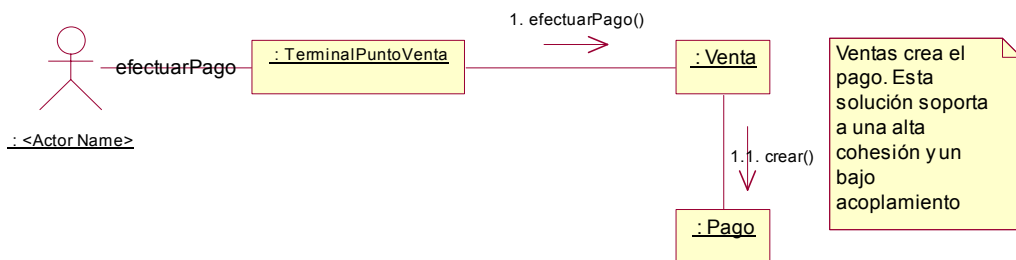 1. efectuarPago()
efectuarPago
: TerminalPuntoVenta
: Venta
: <Actor Name>
1.1. crear()
: Pago
Ventas crea el
pago. Esta
solución soporta
a una alta
cohesión y un
bajo
acoplamiento